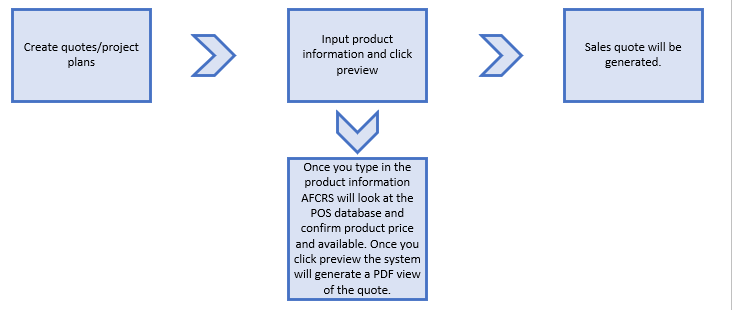 Create quotes/project
plans
Input product
information and click
preview
Sales quote will be
generated.
Once you type in the
product information
AFCRS will look at the
POS database and
confirm product price
and available. Once you
click preview the system
will generate a PDF view
of the quote.